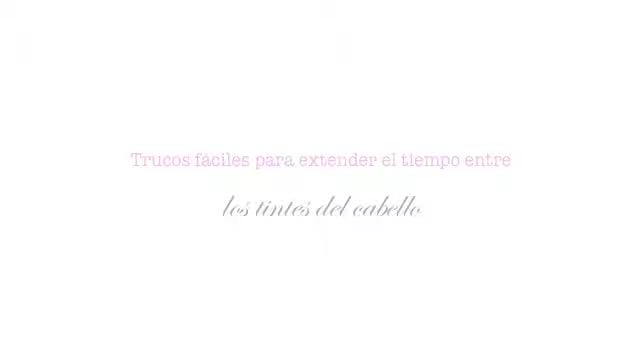 Trucos fáciles para extender el tiempo entre
los tintes del cabello